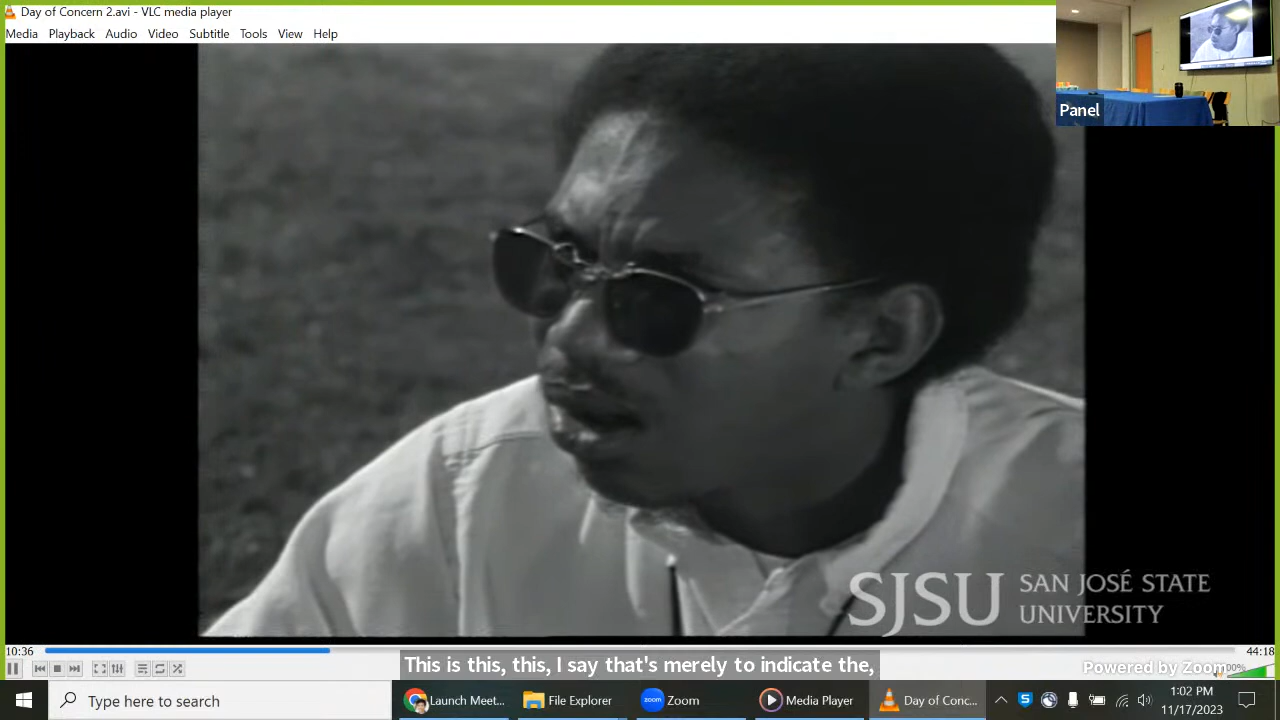 Day of Concern 2.avi - VLC media player
Media Playback Audio Video Subtitle Tools View Help
Panel
SJSU SAN JOSÉ STATE
UNIVERSITY
10:36
44:18
This is this, this, I say that's merely to indicate the,
Powered by Zoom
Type here to search
Launch Meet...
File Explorer
Zoom
zoom
Media Player
Day of Conc...
1:02 PM
11/17/2023